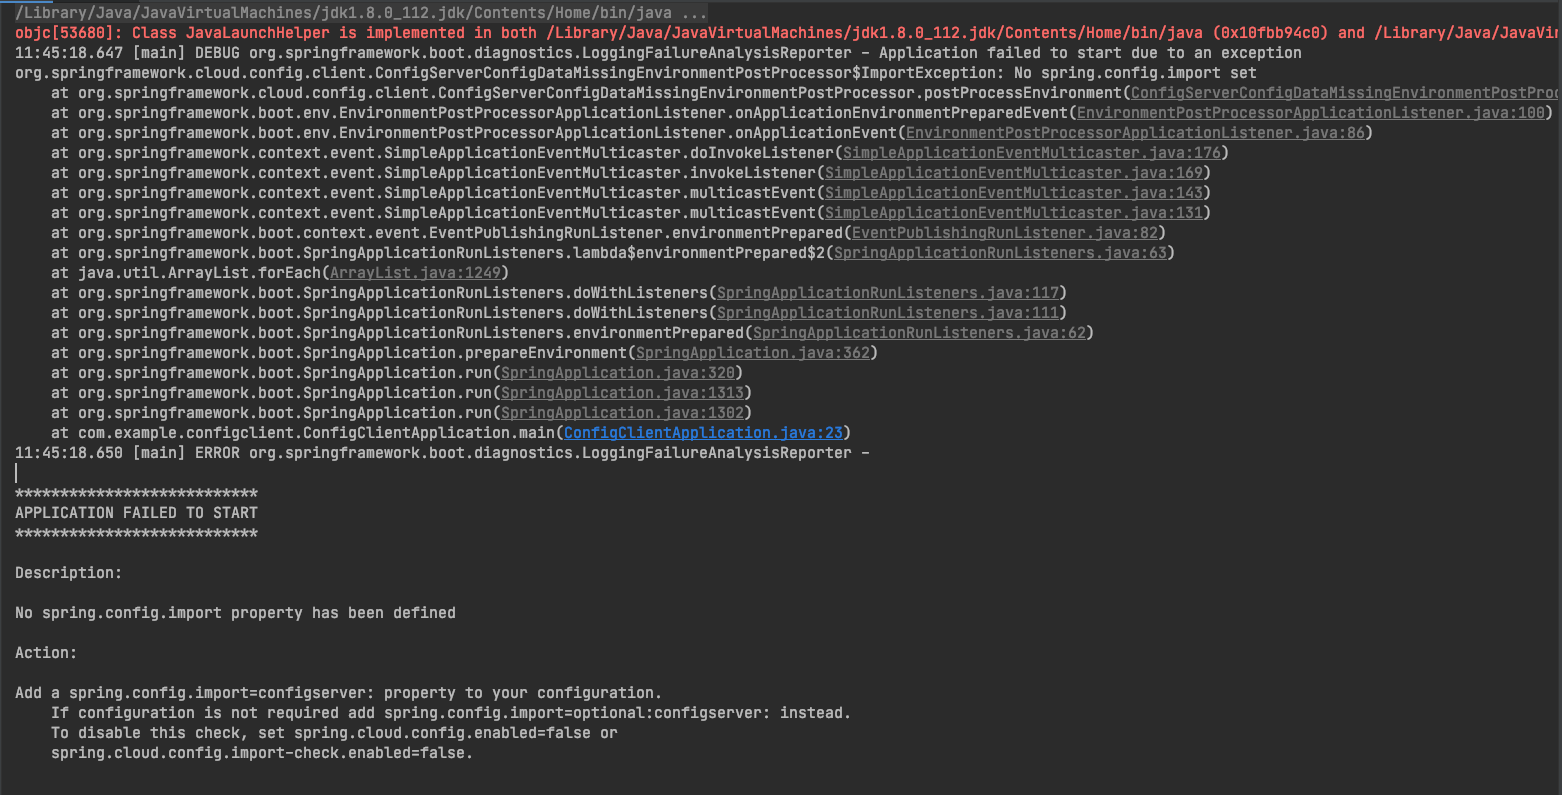 /Library/Java/JavaVirtualMachines/jdk1.8.0_112.jdk/Contents/Home/bin/java ...
objc[53680]: Class JavaLaunchHelper is implemented in both /Library/Java/JavaVirtualMachines/jdk1.8.0_112.jdk/Contents/Home/bin/java (0x10fbb94c0) and /Library/Java/JavaVi
11:45:18.647 [main] DEBUG org.springframework.boot.diagnostics.LoggingFailureAnalysisReporter - Application failed to start due to an exception
org.springframework.cloud.config.client.ConfigServerConfigDataMissingEnvironmentPostProcessor$ImportException: No spring.config.import set
at org.springframework.cloud.config.client.ConfigServerConfigDataMissingEnvironmentPostProcessor.postProcessEnvironment(ConfigServerConfigDataMissingEnvironmentPostProc
at org.springframework.boot.env.EnvironmentPostProcessorApplicationListener.onApplicationEnvironmentPreparedEvent(EnvironmentPostProcessorApplicationListener.java:100)
at org.springframework.boot.env.EnvironmentPostProcessorApplicationListener.onApplicationEvent(EnvironmentPostProcessorApplicationListener.java:86)
at org.springframework.context.event.SimpleApplicationEventMulticaster.doInvokeListener(SimpleApplicationEventMulticaster.java:176)
at org.springframework.context.event.SimpleApplicationEventMulticaster.invokeListener(SimpleApplicationEventMulticaster.java:169)
at org.springframework.context.event.SimpleApplicationEventMulticaster.multicastEvent(SimpleApplicationEventMulticaster.java:143)
at org.springframework.context.event.SimpleApplicationEventMulticaster.multicastEvent(SimpleApplicationEventMulticaster.java:131)
at org.springframework.boot.context.event.EventPublishingRunListener.environmentPrepared(EventPublishingRunListener.java:82)
at org.springframework.boot.SpringApplicationRunListeners.lambda$environmentPrepared$2(SpringApplicationRunListeners.java:63)
at java.util.ArrayList.forEach(ArrayList.java:1249)
at org.springframework.boot.SpringApplicationRunListeners.doWithListeners(SpringApplicationRunListeners.java:117)
at org.springframework.boot.SpringApplicationRunListeners.doWithListeners(SpringApplicationRunListeners.java:111)
at org.springframework.boot.SpringApplicationRunListeners.environmentPrepared(SpringApplicationRunListeners.java:62)
at org.springframework.boot.SpringApplication.prepareEnvironment(SpringApplication.java:362)
at org.springframework.boot.SpringApplication.run(SpringApplication.java:320)
at org.springframework.boot.SpringApplication.run(SpringApplication.java:1313)
at org.springframework.boot.SpringApplication.run(SpringApplication.java:1302)
at com.example.configclient.ConfigClientApplication.main(ConfigClientApplication.java:23)
11:45:18.650 [main] ERROR org.springframework.boot.diagnostics.LoggingFailureAnalysisReporter -
***************************
APPLICATION FAILED TO START
***************************
Description:
No spring.config.import property has been defined
Action:
Add a spring.config.import=configserver: property to your configuration.
If configuration is not required add spring.config.import=optional:configserver: instead.
To disable this check, set spring.cloud.config.enabled=false or
spring.cloud.config.import-check.enabled=false.